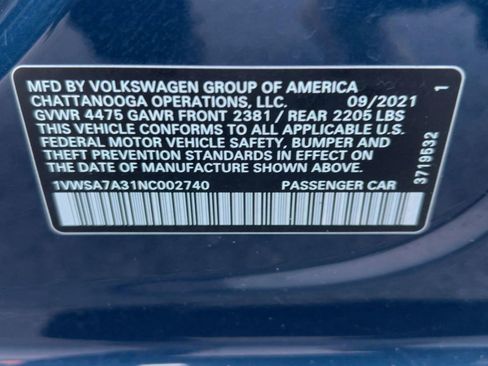 MFD BY VOLKSWAGEN GROUP OF AMERICA
CHATTANOOGA OPERATIONS, LLC. 09/2021
GVWR 4475 GAWR FRONT 2381 / REAR 2205 LBS
THIS VEHICLE CONFORMS TO ALL APPLICABLE
FEDERAL MOTOR VEHICLE SAFETY, BUMPER AND
THEFT PREVENTION STANDARDS IN EFFECT ON
THE DATE OF MANUFACTURE SHOWN ABOVE.
1VWSA7A31NC002740 PASSENGER CAR
3719532 1